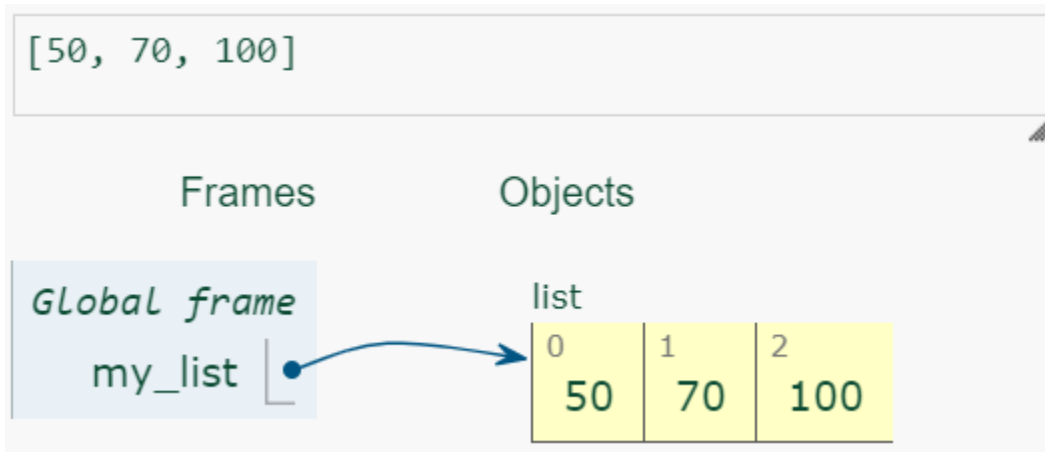 [50, 70, 100]
Frames Objects
Global frame
list
my_list
0 1 2
50 70 100